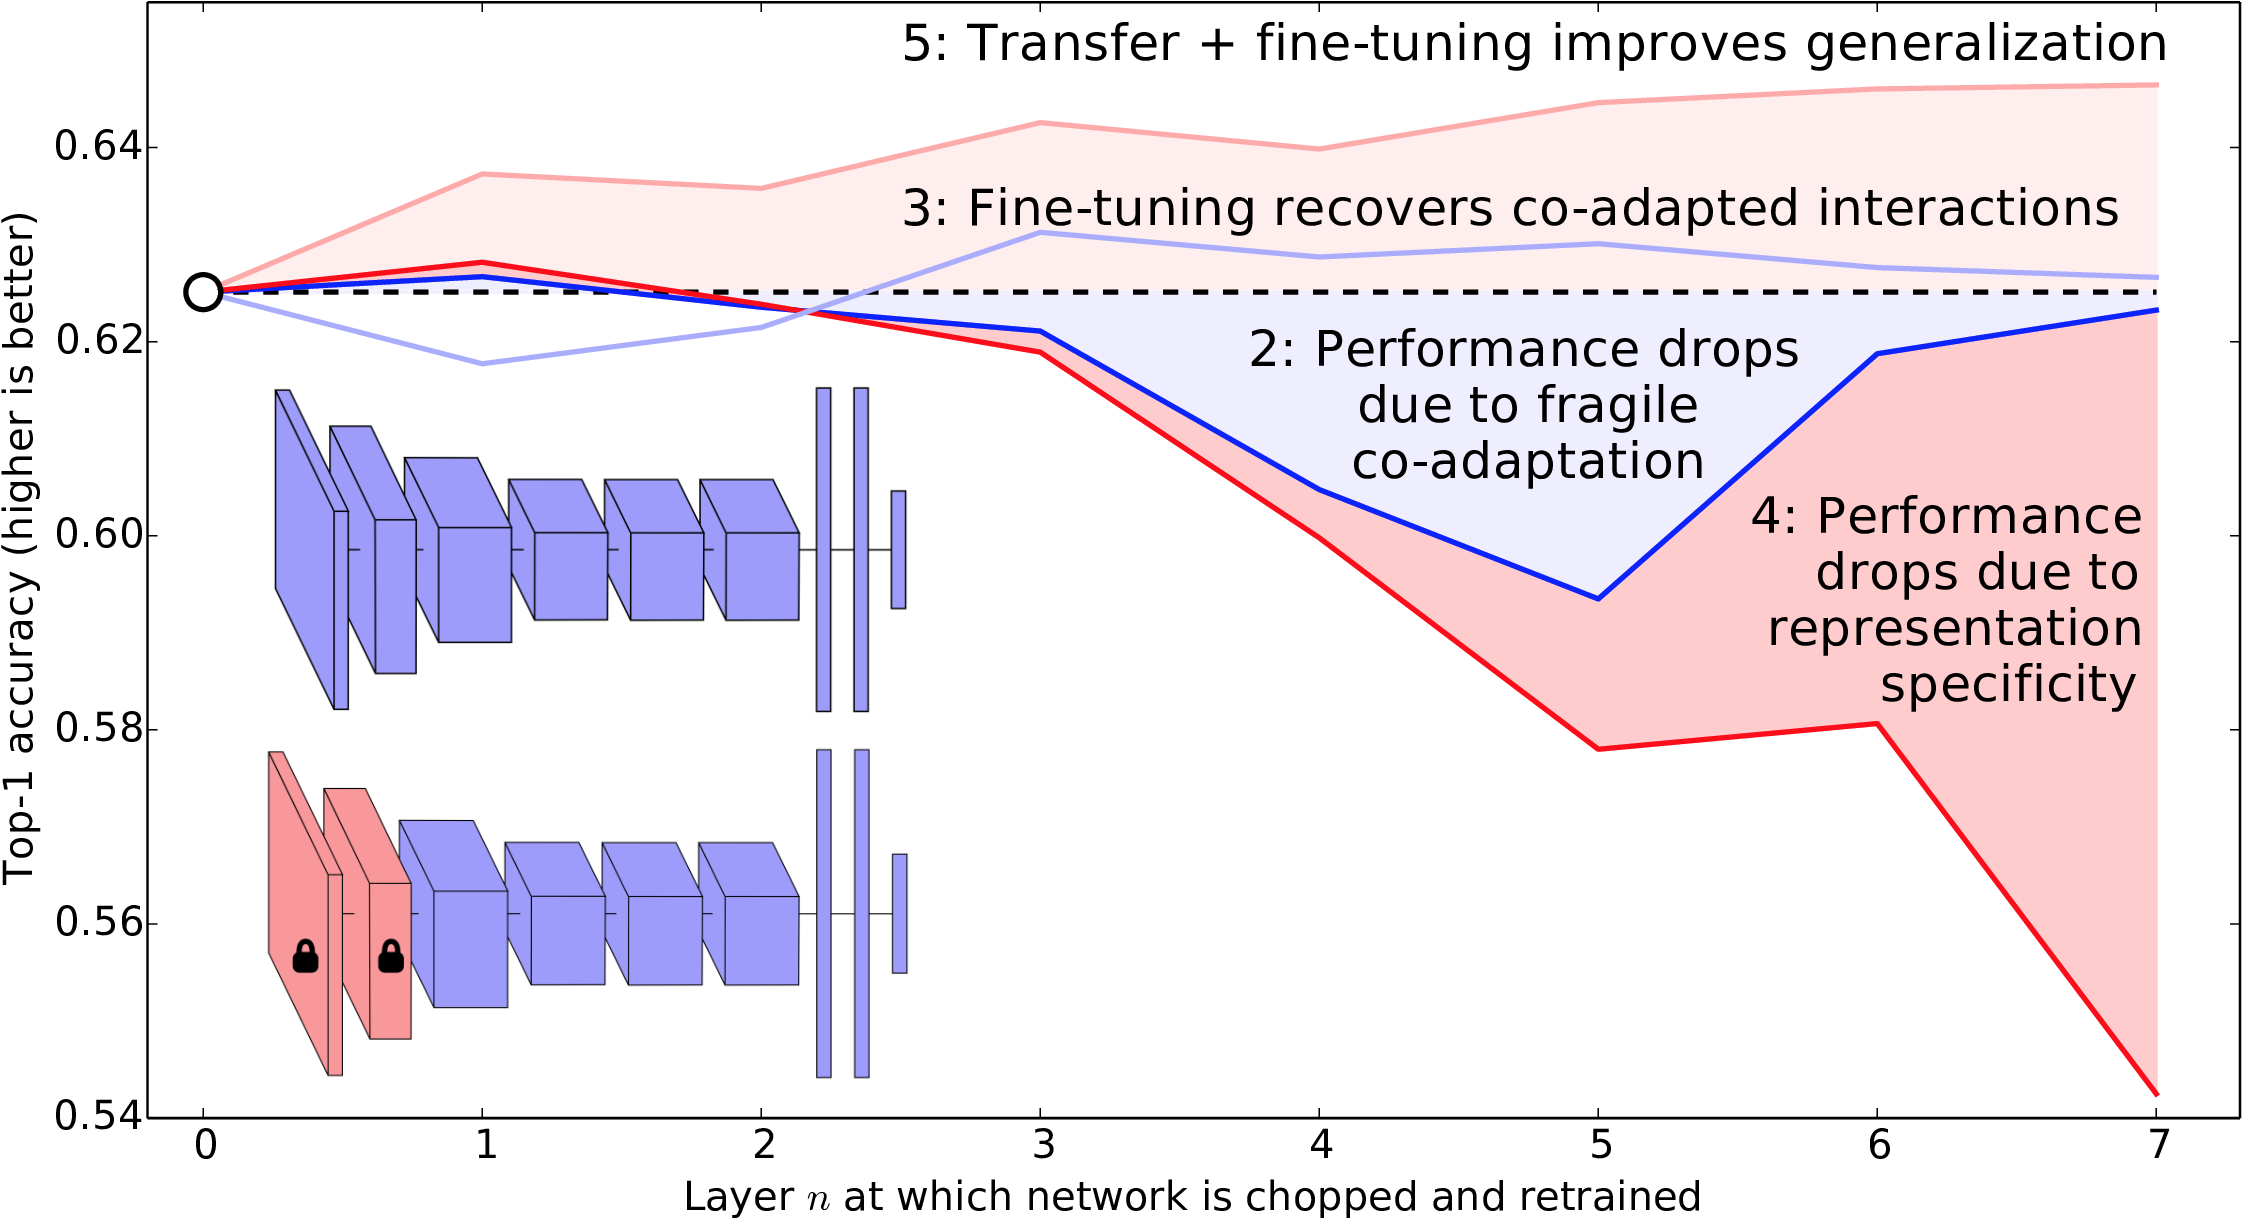 5: Transfer + fine-tuning improves generalization
3: Fine-tuning recovers co-adapted interactions
2: Performance drops
due to fragile
co-adaptation
4: Performance
drops due to
representation
specificity
Top-1 accuracy (higher is better)
0.64
0.62
0.60
0.58
0.56
0.54
0 1 2 3 4 5 6 7
Layer n at which network is chopped and retrained